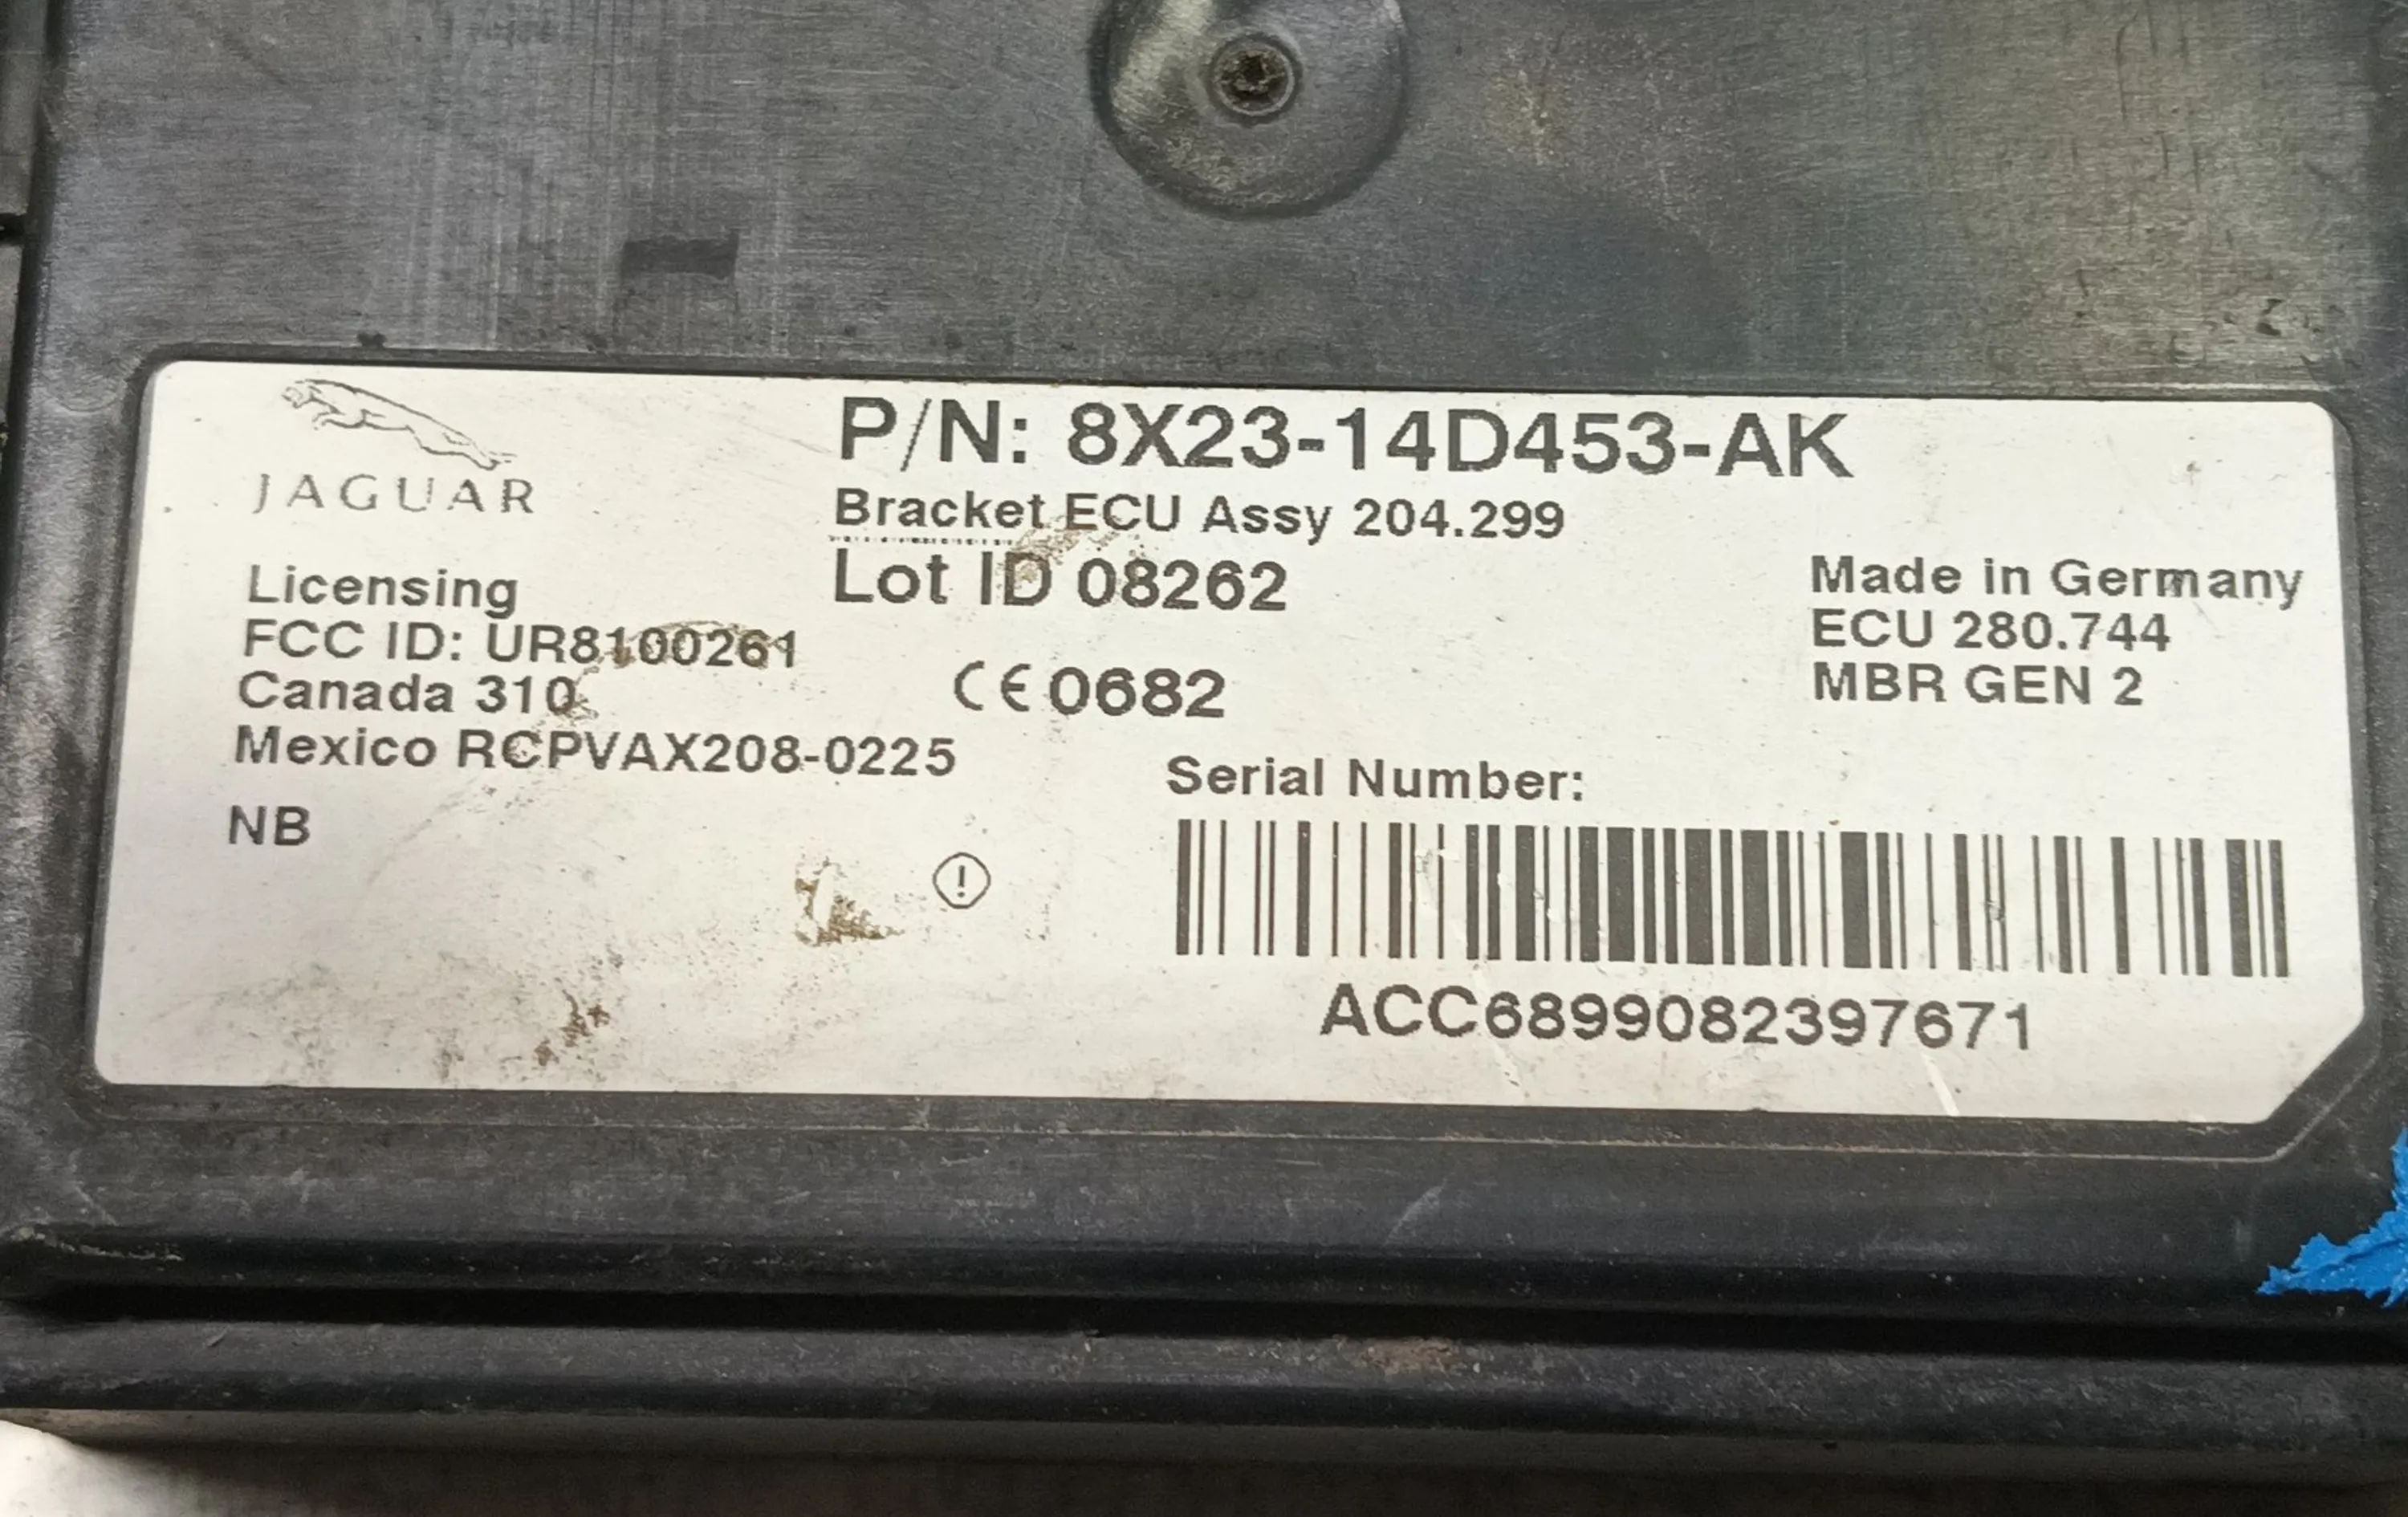 JAGUAR
P/N: 8X23-14D453-AK
Bracket ECU Assy 204.299
Lot ID 08262
Licensing
FCC ID: UR8100261
Canada 310
Mexico RCPVAX208-0225
NB
CE 0682
Made in Germany
ECU 280.744
MBR GEN 2
Serial Number:
ACC6899082397671